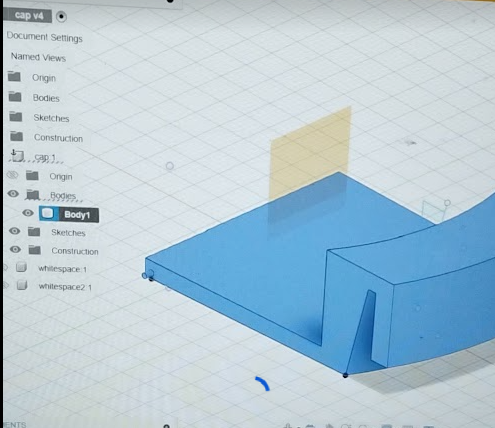 cap v4
Document Settings
Named Views
Origin
Bodies
Sketches
Construction
cap:1
Origin
Bodies
Body1
Sketches
Construction
whitespace:1
whitespace2:1
ENTS